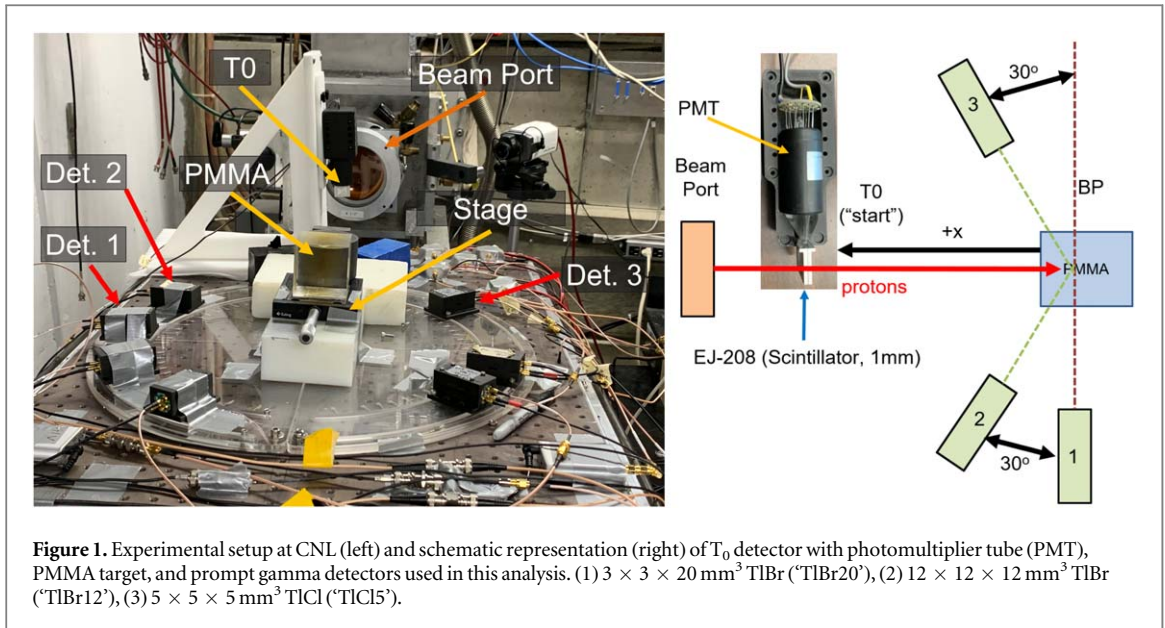 T0
Beam Port
Det. 2
PMMA
Stage
Det. 1
Det. 3
PMT
Beam
Port
T0
("start")
+x
protons
EJ-208 (Scintillator, 1mm)
3
30°
BP
PMMA
2
30°
1
Figure 1. Experimental setup at CNL (left) and schematic representation (right) of T₀ detector with photomultiplier tube (PMT),
PMMA target, and prompt gamma detectors used in this analysis. (1) 3 × 3 × 20 mm³ TlBr ('TlBr20'), (2) 12 × 12 × 12 mm³ TlBr
('TlBr12'), (3) 5 × 5 × 5 mm³ TlCl ('TlCl5').